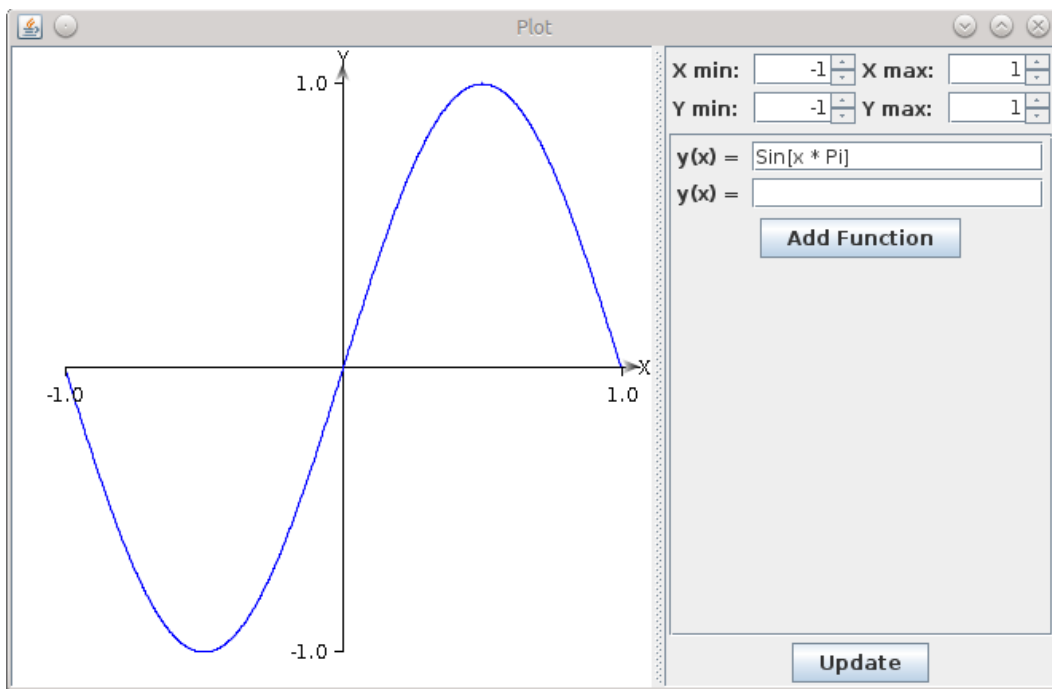 Plot
Y
1.0
X
-1.0 1.0
-1.0
X min: -1 X max: 1
Y min: -1 Y max: 1
y(x) = Sin[x * Pi]
y(x) =
Add Function
Update